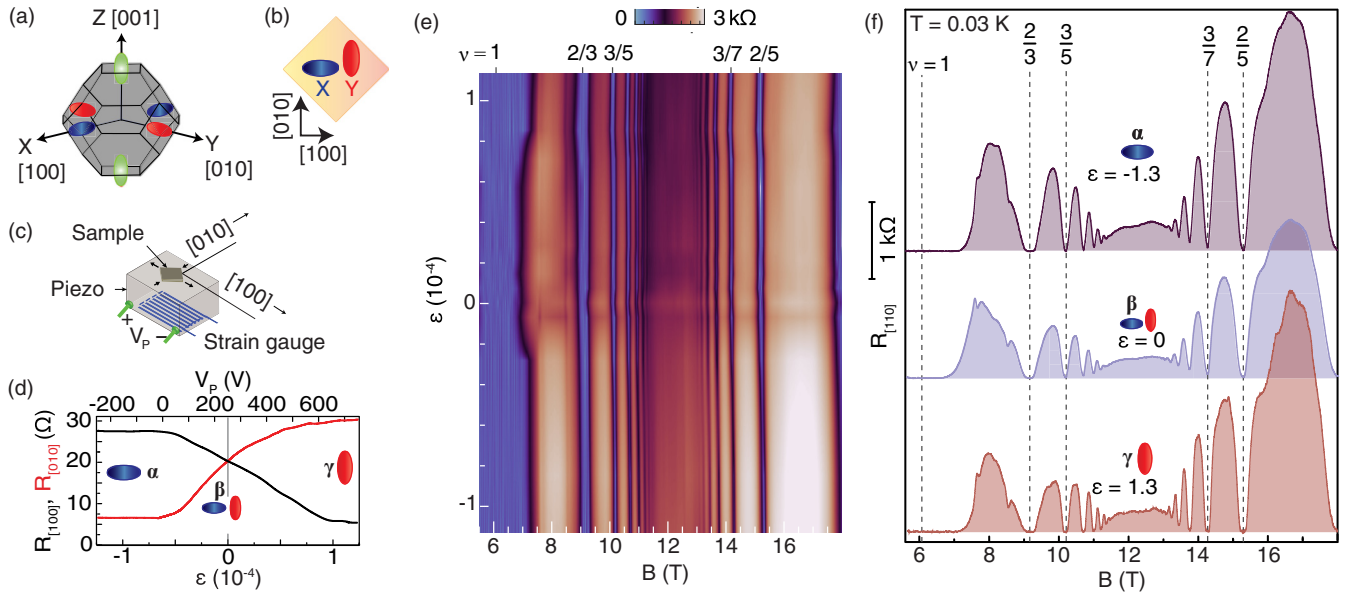 (a)
Z [001]
X
[100]
Y
[010]
(b)
X Y
[010]
[100]
(c)
Sample
[010]
[100]
Piezo
+
V_P
–
Strain gauge
(d)
V_P (V)
-200 0 200 400 600
R_[100], R_[010] (Ω)
30
20
10
0
α
β
γ
-1 0 1
ε (10⁻⁴)
(e)
0 3 kΩ
ν = 1 2/3 3/5 3/7 2/5
ε (10⁻⁴)
1
0
-1
6 8 10 12 14 16
B (T)
(f)
T = 0.03 K
ν = 1
2/3
3/5
3/7
2/5
α
ε = -1.3
1 kΩ
R_[110]
β
ε = 0
γ
ε = 1.3
6 8 10 12 14 16
B (T)